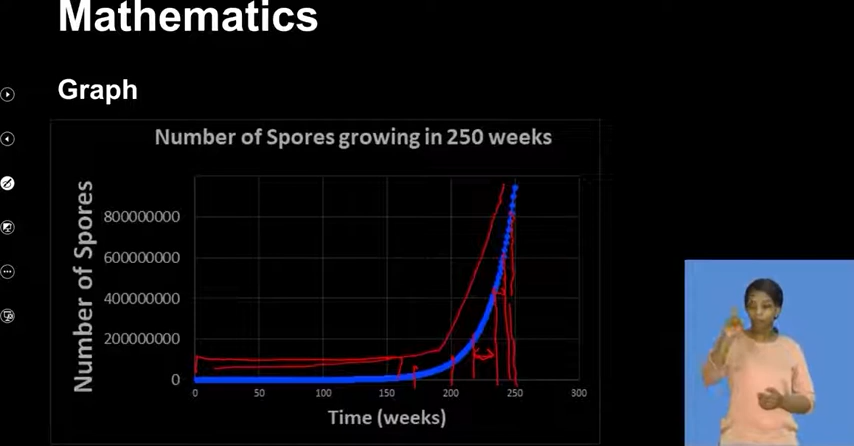 Mathematics
Graph
Number of Spores growing in 250 weeks
Number of Spores
800000000
600000000
400000000
200000000
0
0 50 100 150 200 250 300
Time (weeks)